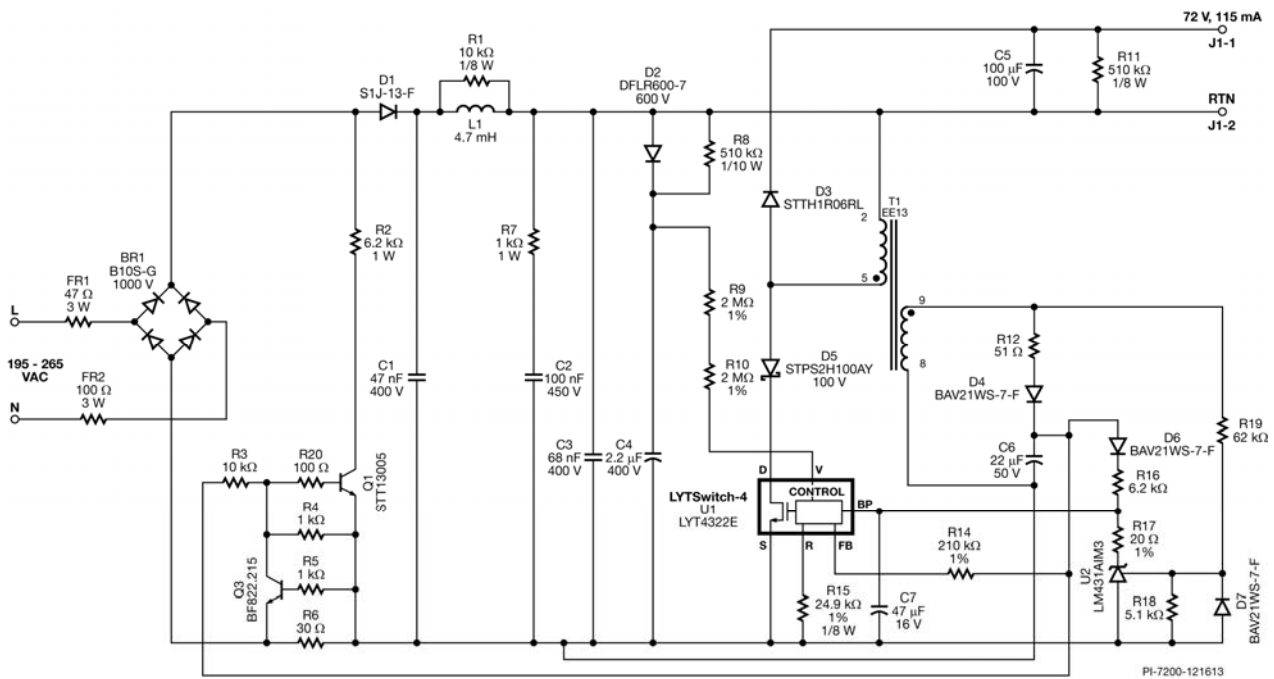 72 V, 115 mA
J1-1
R1
10 kΩ
1/8 W
C5
100 µF
100 V
R11
510 kΩ
1/8 W
D1
S1J-13-F
D2
DFLR600-7
600 V
L1
4.7 mH
RTN
J1-2
R8
510 kΩ
1/10 W
D3
STTH1R06RL
T1
EE13
2
5
R2
6.2 kΩ
1 W
R7
1 kΩ
1 W
BR1
B10S-G
1000 V
FR1
47 Ω
3 W
L
195 - 265
VAC
N
FR2
100 Ω
3 W
R9
2 MΩ
1%
R10
2 MΩ
1%
9
8
R12
51 Ω
D4
BAV21WS-7-F
D5
STPS2H100AY
100 V
C1
47 nF
400 V
C2
100 nF
450 V
C3
68 nF
400 V
C4
2.2 µF
400 V
C6
22 µF
50 V
D6
BAV21WS-7-F
R19
62 kΩ
R16
6.2 kΩ
R3
10 kΩ
R20
100 Ω
Q1
STT13005
R4
1 kΩ
R5
1 kΩ
Q3
BF822.215
R6
30 Ω
D
V
CONTROL
BP
S
R
FB
LYTSwitch-4
U1
LYT4322E
R14
210 kΩ
1%
R17
20 Ω
1%
U2
LM431AIM3
R18
5.1 kΩ
D7
BAV21WS-7-F
R15
24.9 kΩ
1%
1/8 W
C7
47 µF
16 V
PI-7200-121613